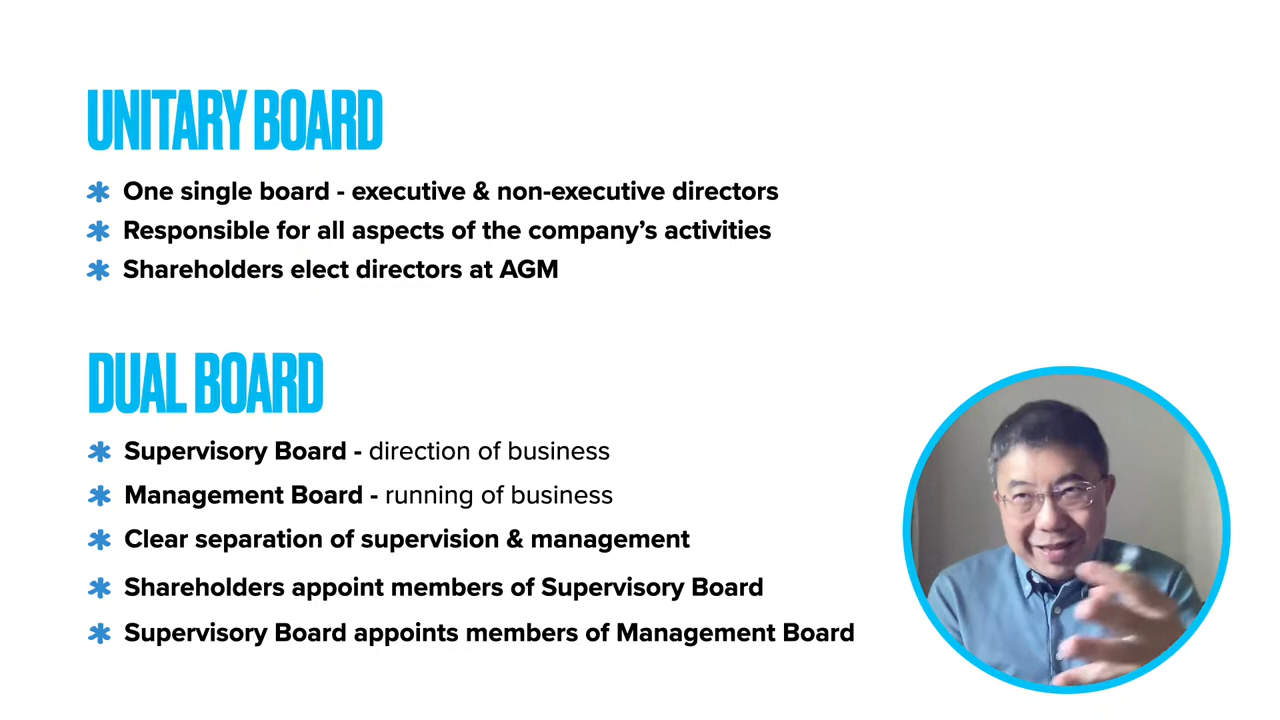 UNITARY BOARD
One single board - executive & non-executive directors
Responsible for all aspects of the company’s activities
Shareholders elect directors at AGM
DUAL BOARD
Supervisory Board - direction of business
Management Board - running of business
Clear separation of supervision & management
Shareholders appoint members of Supervisory Board
Supervisory Board appoints members of Management Board